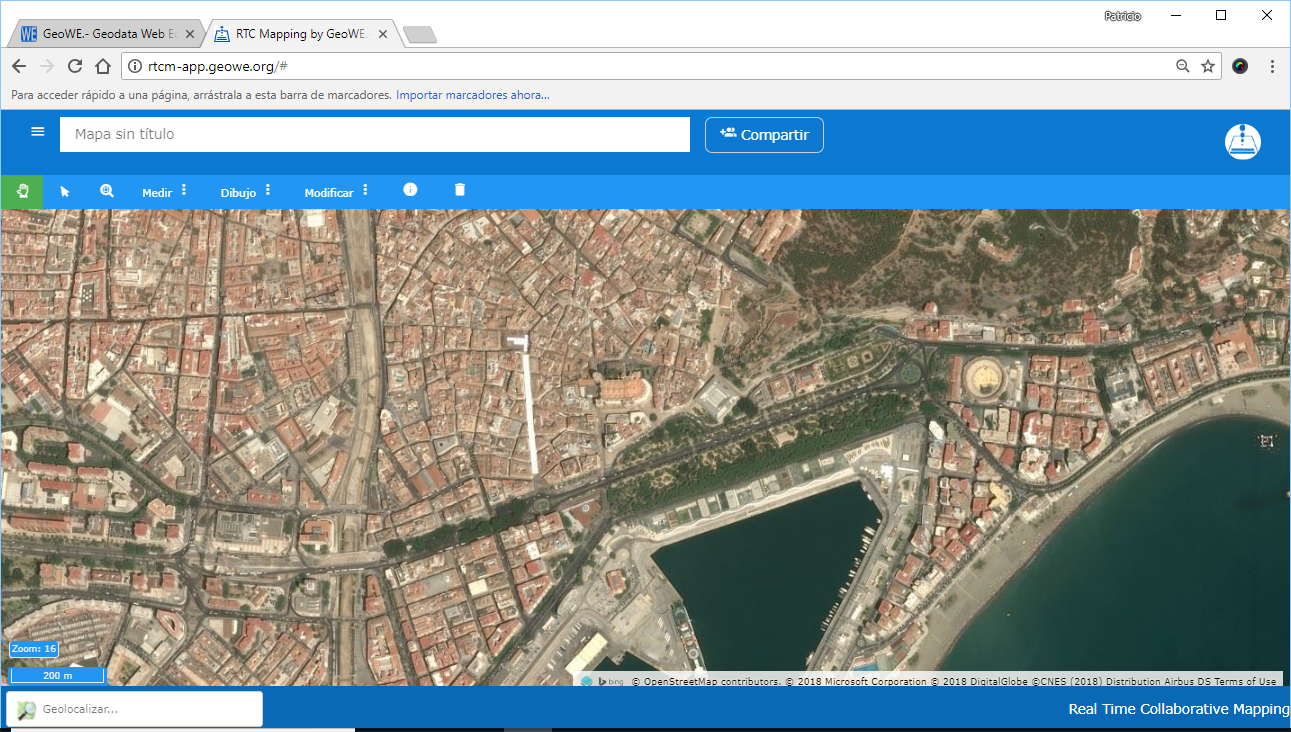 Patricio
WE GeoWE.- Geodata Web Ed
RTC Mapping by GeoWE.
rtcm-app.geowe.org/#
Para acceder rápido a una página, arrástrala a esta barra de marcadores. Importar marcadores ahora...
Mapa sin título
Compartir
Medir
Dibujo
Modificar
Zoom: 16
200 m
bing © OpenStreetMap contributors. © 2018 Microsoft Corporation © 2018 DigitalGlobe ©CNES (2018) Distribution Airbus DS Terms of Use
Geolocalizar...
Real Time Collaborative Mapping